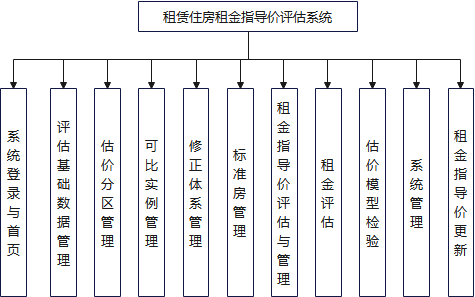 租赁住房租金指导价评估系统
系统登录与首页
评估基础数据管理
估价分区管理
可比实例管理
修正体系管理
标准房管理
租金指导价评估与管理
租金评估
估价模型检验
系统管理
租金指导价更新